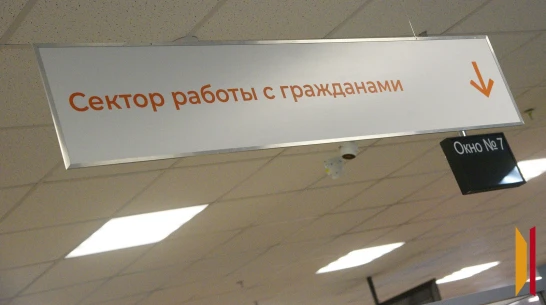 Сектор работы с гражданами
Окно № 7